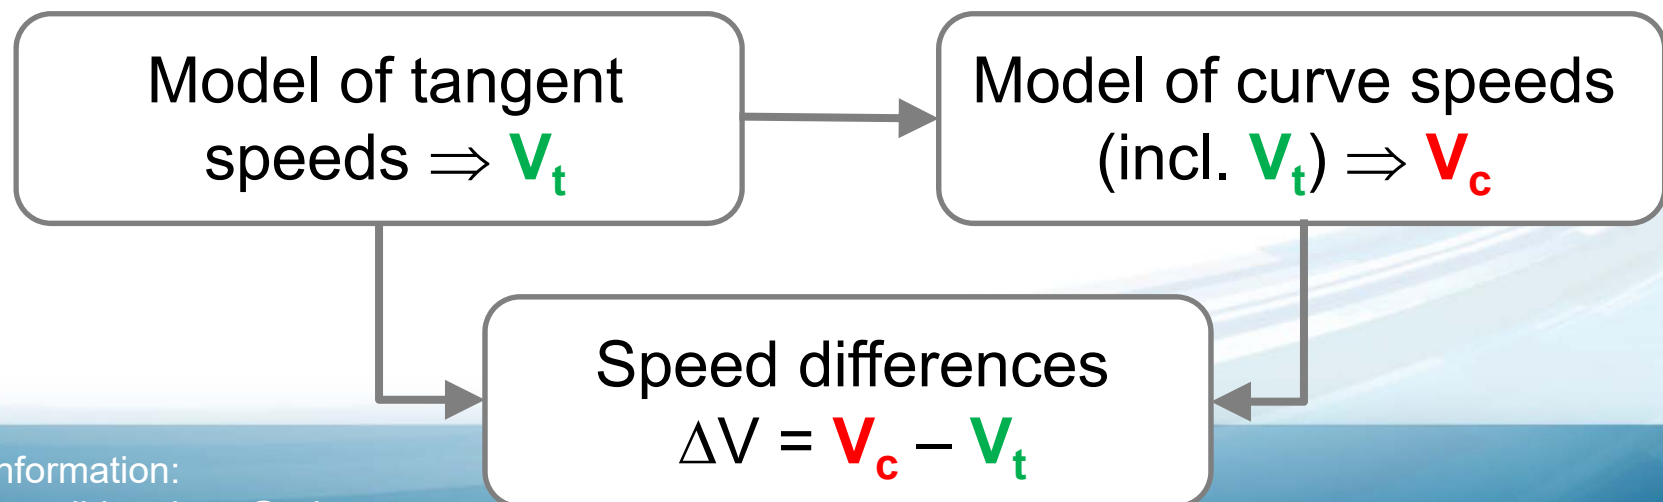 Model of tangent
speeds ⇒ Vt
Model of curve speeds
(incl. Vt) ⇒ Vc
Speed differences
ΔV = Vc – Vt
nformation: